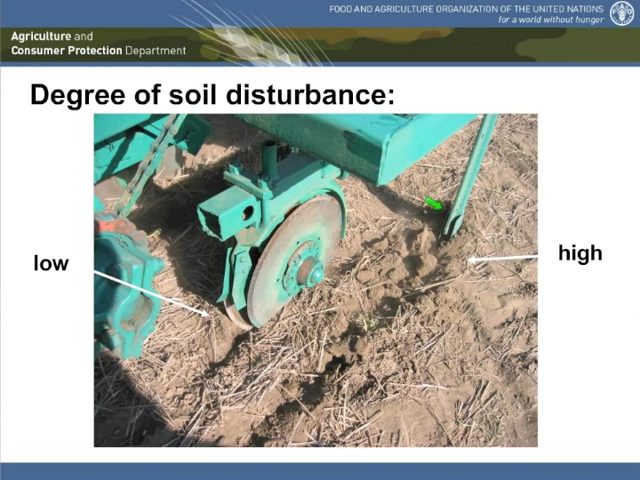 FOOD AND AGRICULTURE ORGANIZATION OF THE UNITED NATIONS
for a world without hunger
Agriculture and
Consumer Protection Department
Degree of soil disturbance:
low
high